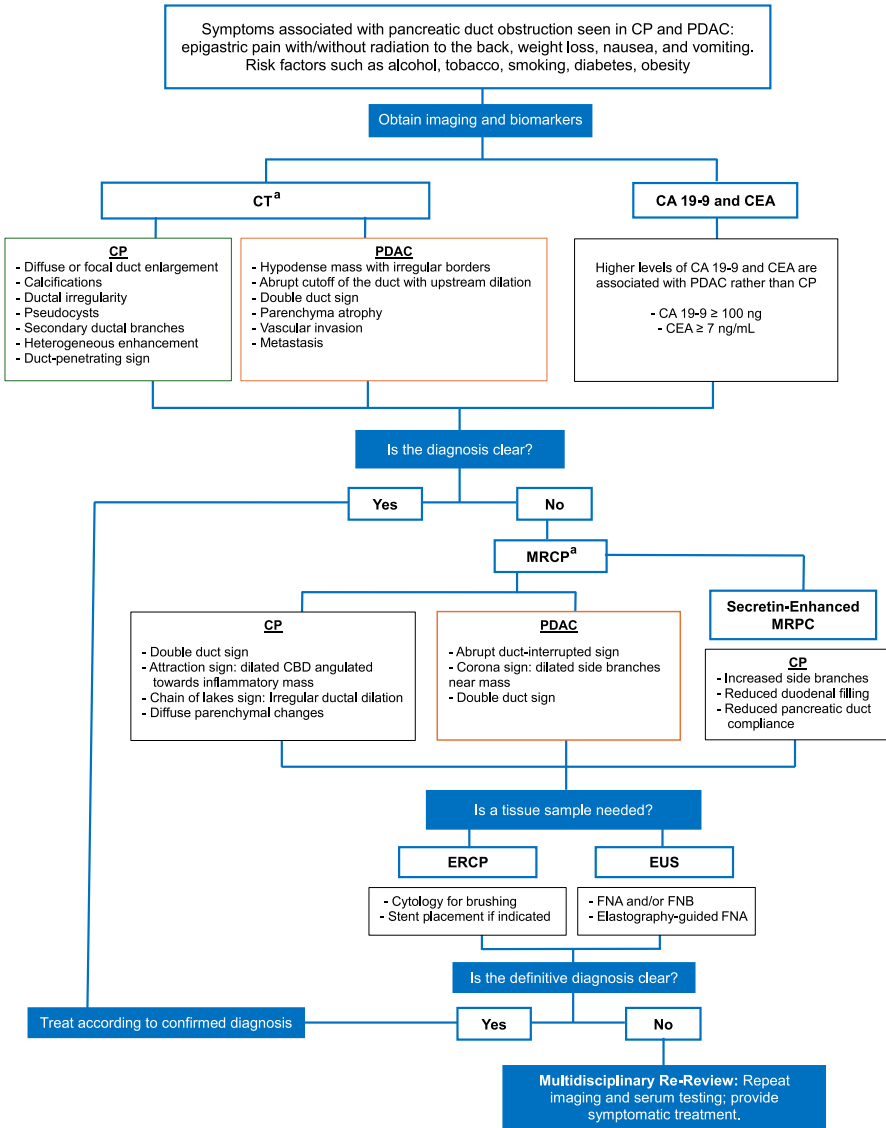 Symptoms associated with pancreatic duct obstruction seen in CP and PDAC:
epigastric pain with/without radiation to the back, weight loss, nausea, and vomiting.
Risk factors such as alcohol, tobacco, smoking, diabetes, obesity
Obtain imaging and biomarkers
CTa
CA 19-9 and CEA
CP
- Diffuse or focal duct enlargement
- Calcifications
- Ductal irregularity
- Pseudocysts
- Secondary ductal branches
- Heterogeneous enhancement
- Duct-penetrating sign
PDAC
- Hypodense mass with irregular borders
- Abrupt cutoff of the duct with upstream dilation
- Double duct sign
- Parenchyma atrophy
- Vascular invasion
- Metastasis
Higher levels of CA 19-9 and CEA are
associated with PDAC rather than CP
- CA 19-9 ≥ 100 ng
- CEA ≥ 7 ng/mL
Is the diagnosis clear?
Yes
No
MRCPa
Secretin-Enhanced
MRPC
CP
- Double duct sign
- Attraction sign: dilated CBD angulated
towards inflammatory mass
- Chain of lakes sign: Irregular ductal dilation
- Diffuse parenchymal changes
PDAC
- Abrupt duct-interrupted sign
- Corona sign: dilated side branches
near mass
- Double duct sign
CP
- Increased side branches
- Reduced duodenal filling
- Reduced pancreatic duct
compliance
Is a tissue sample needed?
ERCP
EUS
- Cytology for brushing
- Stent placement if indicated
- FNA and/or FNB
- Elastography-guided FNA
Is the definitive diagnosis clear?
Treat according to confirmed diagnosis
Yes
No
Multidisciplinary Re-Review: Repeat
imaging and serum testing; provide
symptomatic treatment.